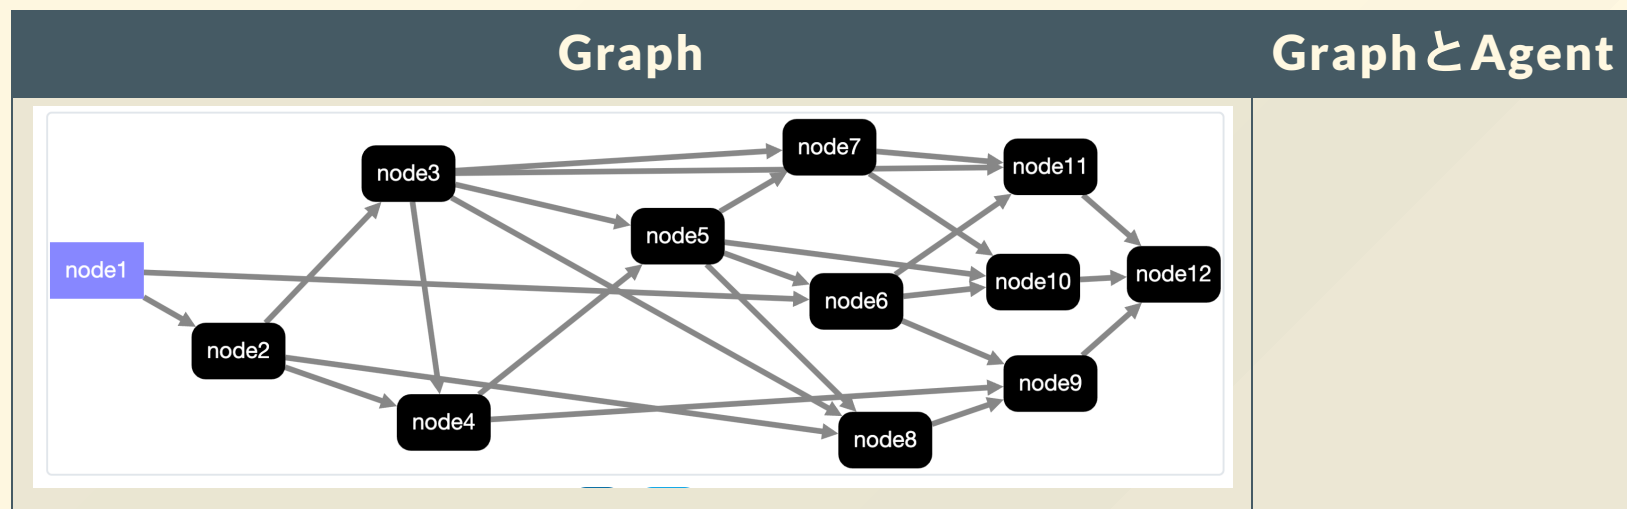 Graph
GraphとAgent
node7
node11
node3
node5
node1
node12
node10
node6
node2
node9
node4
node8